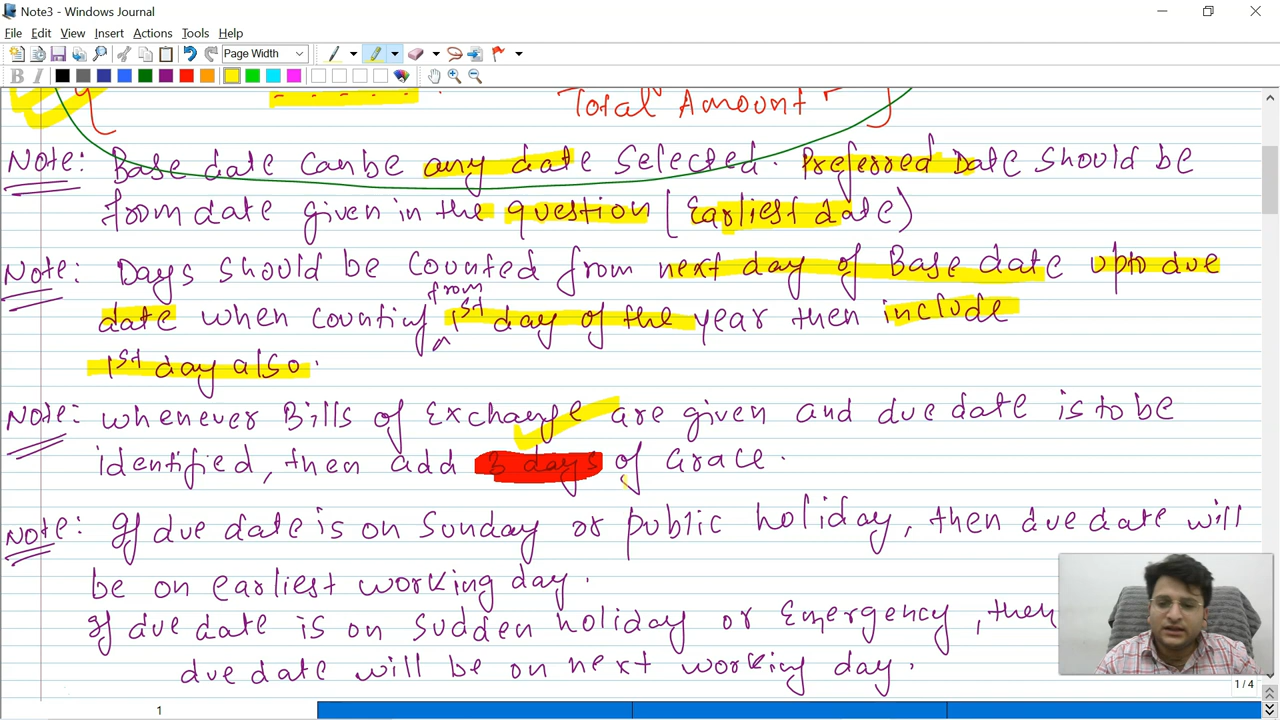 Note3 - Windows Journal
File Edit View Insert Actions Tools Help
Page Width
B I
Total Amount
Note: Base date can be any date selected. Preferred Date should be
from date given in the question (Earliest date)
Note: Days should be counted from next day of Base date upto due
from
date when counting ^ 1st day of the year then include
1st day also.
Note: whenever Bills of Exchange are given and due date is to be
identified, then add 3 days of Grace.
Note: If due date is on Sunday or public holiday, then due date will
be on earliest working day.
If due date is on sudden holiday or Emergency, then
due date will be on next working day.
1 / 4
1